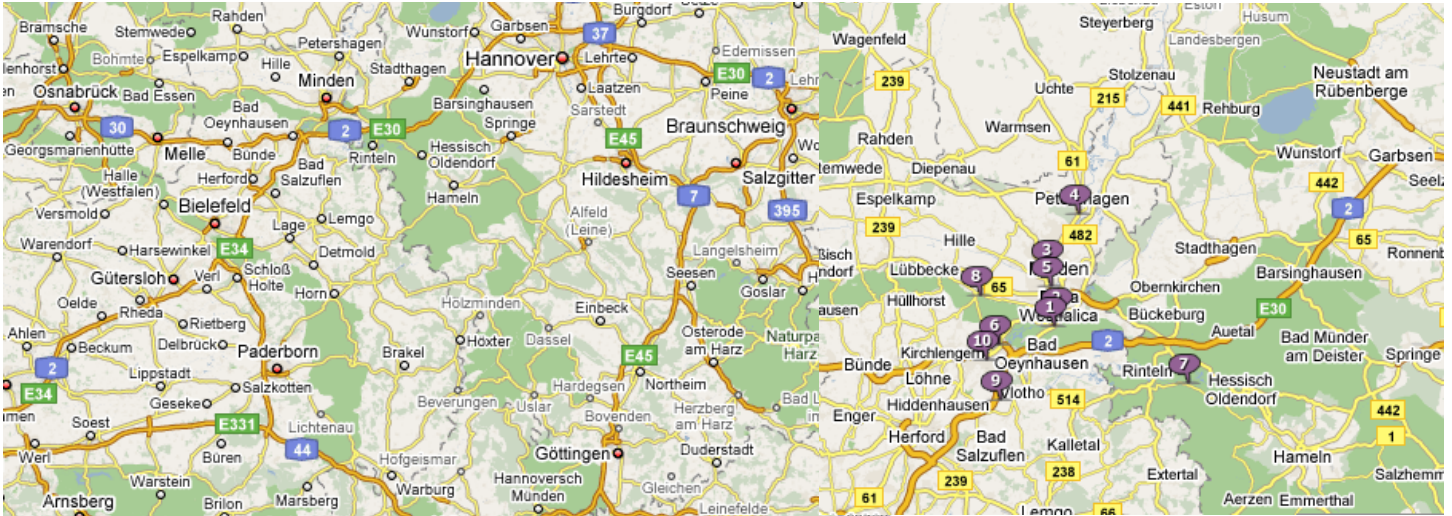 Bramsche
Stemwede
Rahden
Wunstorf
Garbsen
Burgdorf
37
Bohmte
Espelkamp
Petershagen
Hille
Hannover
Lehrte
Edemissen
Osnabrück
Bad Essen
Minden
Stadthagen
E30
2
Peine
Laatzen
Barsinghausen
Sarstedt
Braunschweig
30
Bad
Oeynhausen
2
E30
Springe
E45
Georgsmarienhütte
Melle
Bünde
Rinteln
Hessisch
Oldendorf
Halle
(Westfalen)
Herford
Bad
Salzuflen
Hameln
Hildesheim
Salzgitter
7
395
Versmold
Bielefeld
Lage
Lemgo
Alfeld
(Leine)
Warendorf
Harsewinkel
E34
Detmold
Langelsheim
Gütersloh
Verl
Schloß
Holte
Seesen
Goslar
Horn
Oelde
Rheda
Holzminden
Einbeck
Ahlen
Rietberg
Delbrück
Dassel
Osterode
am Harz
Beckum
Paderborn
Brakel
Höxter
E45
2
Lippstadt
Salzkotten
Northeim
E34
Geseke
Beverungen
Hardegsen
Uslar
Bovenden
Herzberg
am Harz
Soest
E331
Lichtenau
Werl
Büren
44
Hofgeismar
Göttingen
Duderstadt
Warstein
Marsberg
Warburg
Hannoversch
Münden
Gleichen
Arnsberg
Brilon
Leinefelde
Steyerberg
Husum
Wagenfeld
Landesbergen
239
Uchte
Stolzenau
215
441
Rehburg
Neustadt am
Rübenberge
Rahden
Warmsen
Diepenau
61
Wunstorf
Garbsen
442
Espelkamp
4
2
239
Hille
482
65
Stadthagen
3
5
Lübbecke
8
65
Barsinghausen
Obernkirchen
Hüllhorst
1
Bückeburg
E30
6
10
Kirchlengern
Bad
Oeynhausen
2
Auetal
Bad Münder
am Deister
Bünde
Löhne
9
Rinteln
7
Hessisch
Oldendorf
Springe
Hiddenhausen
Vlotho
514
442
Enger
Herford
Bad
Salzuflen
Kalletal
1
Hameln
239
238
Extertal
61
Lemgo
66
Aerzen
Emmerthal